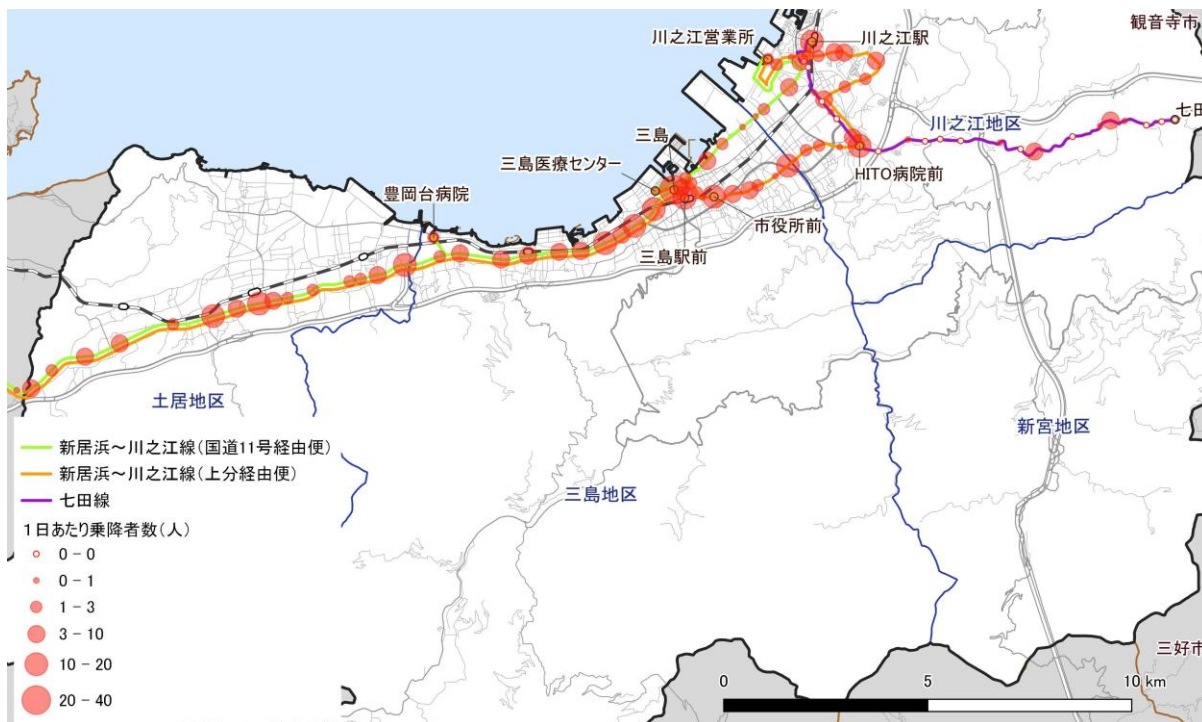 観音寺市
川之江営業所
川之江駅
七田
川之江地区
三島
三島医療センター
HITO病院前
豊岡台病院
市役所前
三島駅前
土居地区
新宮地区
三島地区
新居浜～川之江線(国道11号経由便)
新居浜～川之江線(上分経由便)
七田線
1日あたり乗降者数(人)
0 - 0
0 - 1
1 - 3
3 - 10
10 - 20
20 - 40
三好市
0 5 10 km